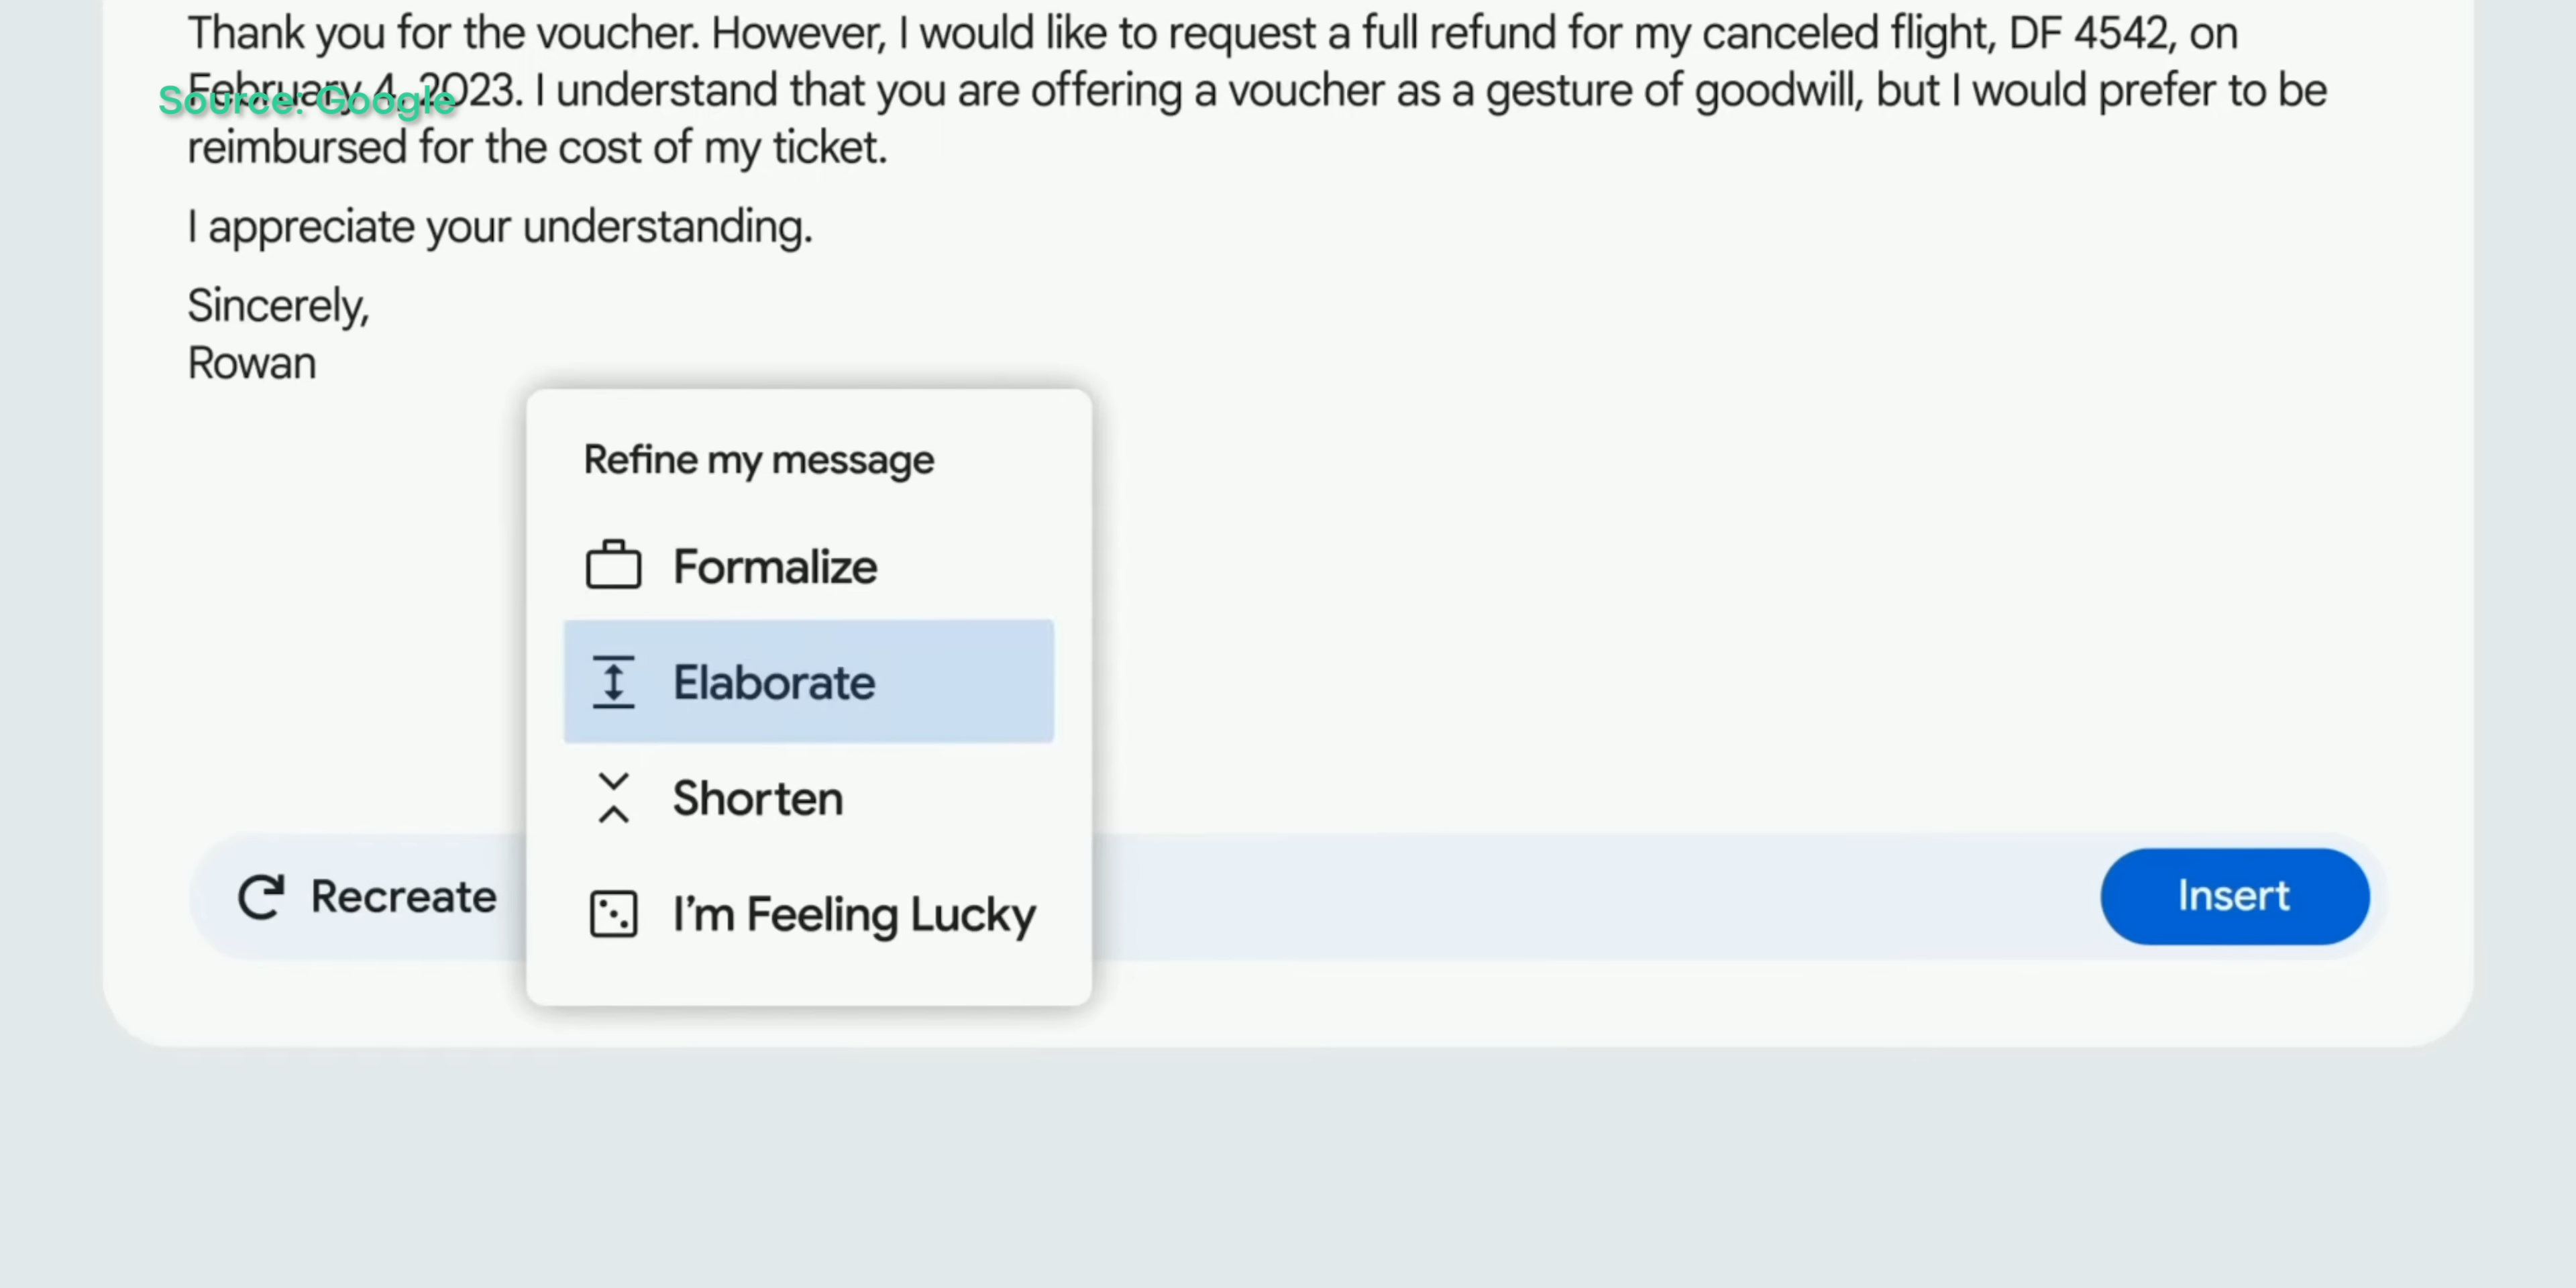 Thank you for the voucher. However, I would like to request a full refund for my canceled flight, DF 4542, on
February 4, 2023. I understand that you are offering a voucher as a gesture of goodwill, but I would prefer to be
Source: Google
reimbursed for the cost of my ticket.
I appreciate your understanding.
Sincerely,
Rowan
Refine my message
Formalize
Elaborate
Shorten
I'm Feeling Lucky
Recreate
Insert